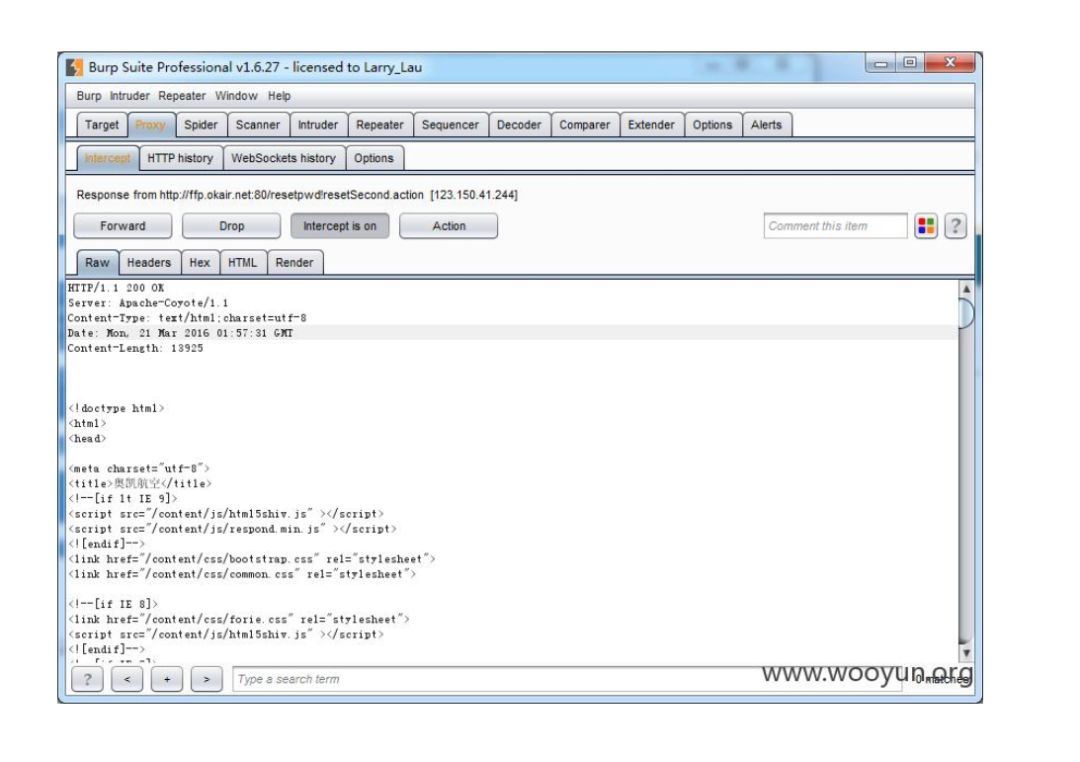 Burp Suite Professional v1.6.27 - licensed to Larry_Lau
Burp Intruder Repeater Window Help
Target Proxy Spider Scanner Intruder Repeater Sequencer Decoder Comparer Extender Options Alerts
Intercept HTTP history WebSockets history Options
Response from http://ffp.okair.net:80/resetpwd!resetSecond.action [123.150.41.244]
Forward Drop Intercept is on Action Comment this item ?
Raw Headers Hex HTML Render
HTTP/1.1 200 OK
Server: Apache-Coyote/1.1
Content-Type: text/html;charset=utf-8
Date: Mon, 21 Mar 2016 01:57:31 GMT
Content-Length: 13925
<!doctype html>
<html>
<head>
<meta charset="utf-8">
<title>奥凯航空</title>
<!--[if lt IE 9]>
<script src="/content/js/html5shiv.js" ></script>
<script src="/content/js/respond.min.js" ></script>
<![endif]-->
<link href="/content/css/bootstrap.css" rel="stylesheet">
<link href="/content/css/common.css" rel="stylesheet">
<!--[if IE 8]>
<link href="/content/css/forie.css" rel="stylesheet">
<script src="/content/js/html5shiv.js" ></script>
<![endif]-->
? < + > Type a search term 0 matches
www.wooyun.org